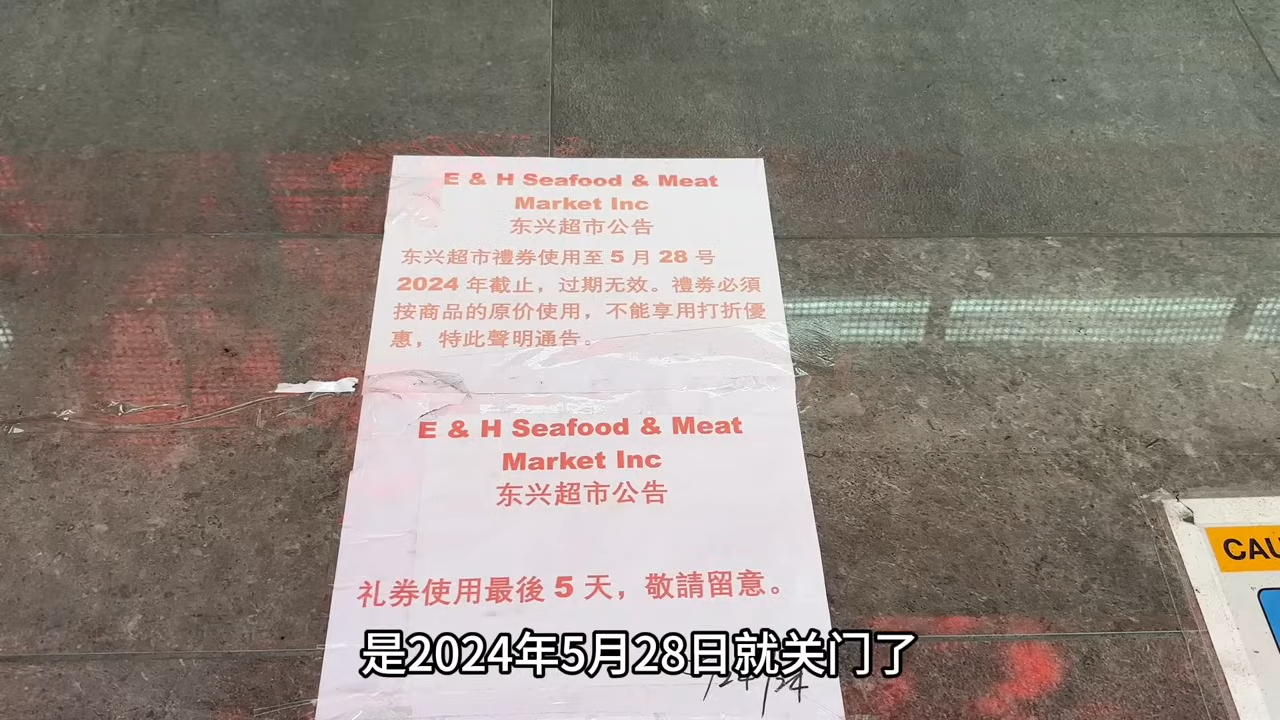 E & H Seafood & Meat
Market Inc
东兴超市公告
东兴超市禮券使用至 5 月 28 号
2024 年截止，过期无效。禮券必須
按商品的原价使用，不能享用打折優
惠，特此聲明通告。
E & H Seafood & Meat
Market Inc
东兴超市公告
礼券使用最後 5 天，敬請留意。
是2024年5月28日就关门了